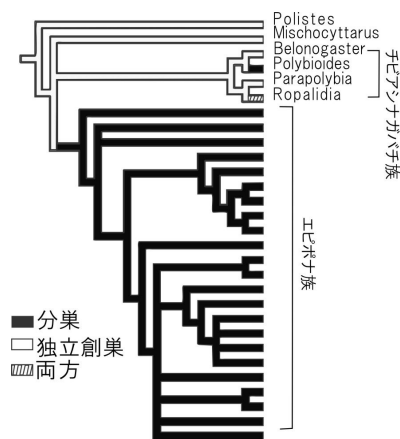 Polistes
Mischocyttarus
Belonogaster
Polybioides
Parapolybia
Ropalidia
チビアシナガバチ族
エピポナ族
分巣
独立創巣
両方